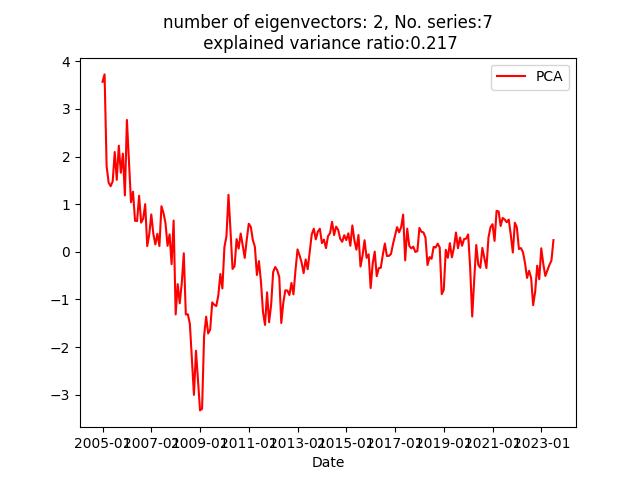 number of eigenvectors: 2, No. series:7
explained variance ratio:0.217
PCA
4
3
2
1
0
−1
−2
−3
2005-01 2007-01 2009-01 2011-01 2013-01 2015-01 2017-01 2019-01 2021-01 2023-01
Date